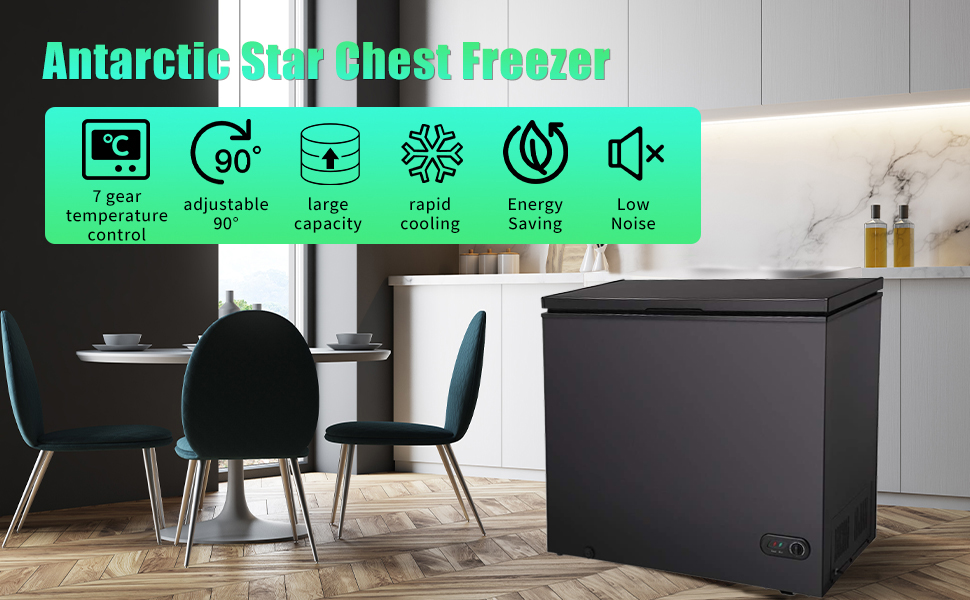 Antarctic Star Chest Freezer
°C
90°
7 gear
temperature
control
adjustable
90°
large
capacity
rapid
cooling
Energy
Saving
Low
Noise